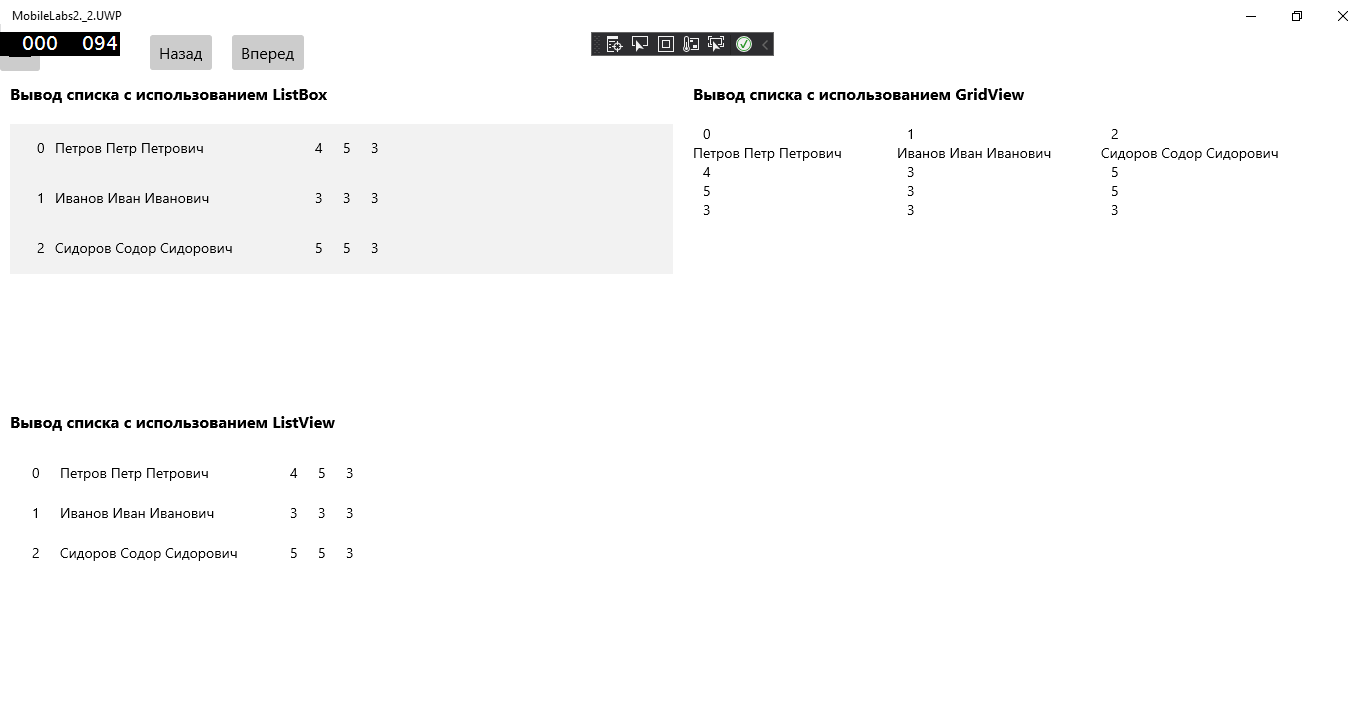 MobileLabs2._2.UWP
000 094
Назад Вперед
Вывод списка с использованием ListBox
0 Петров Петр Петрович 4 5 3
1 Иванов Иван Иванович 3 3 3
2 Сидоров Содор Сидорович 5 5 3
Вывод списка с использованием ListView
0 Петров Петр Петрович 4 5 3
1 Иванов Иван Иванович 3 3 3
2 Сидоров Содор Сидорович 5 5 3
Вывод списка с использованием GridView
0 1 2
Петров Петр Петрович Иванов Иван Иванович Сидоров Содор Сидорович
4 3 5
5 3 5
3 3 3